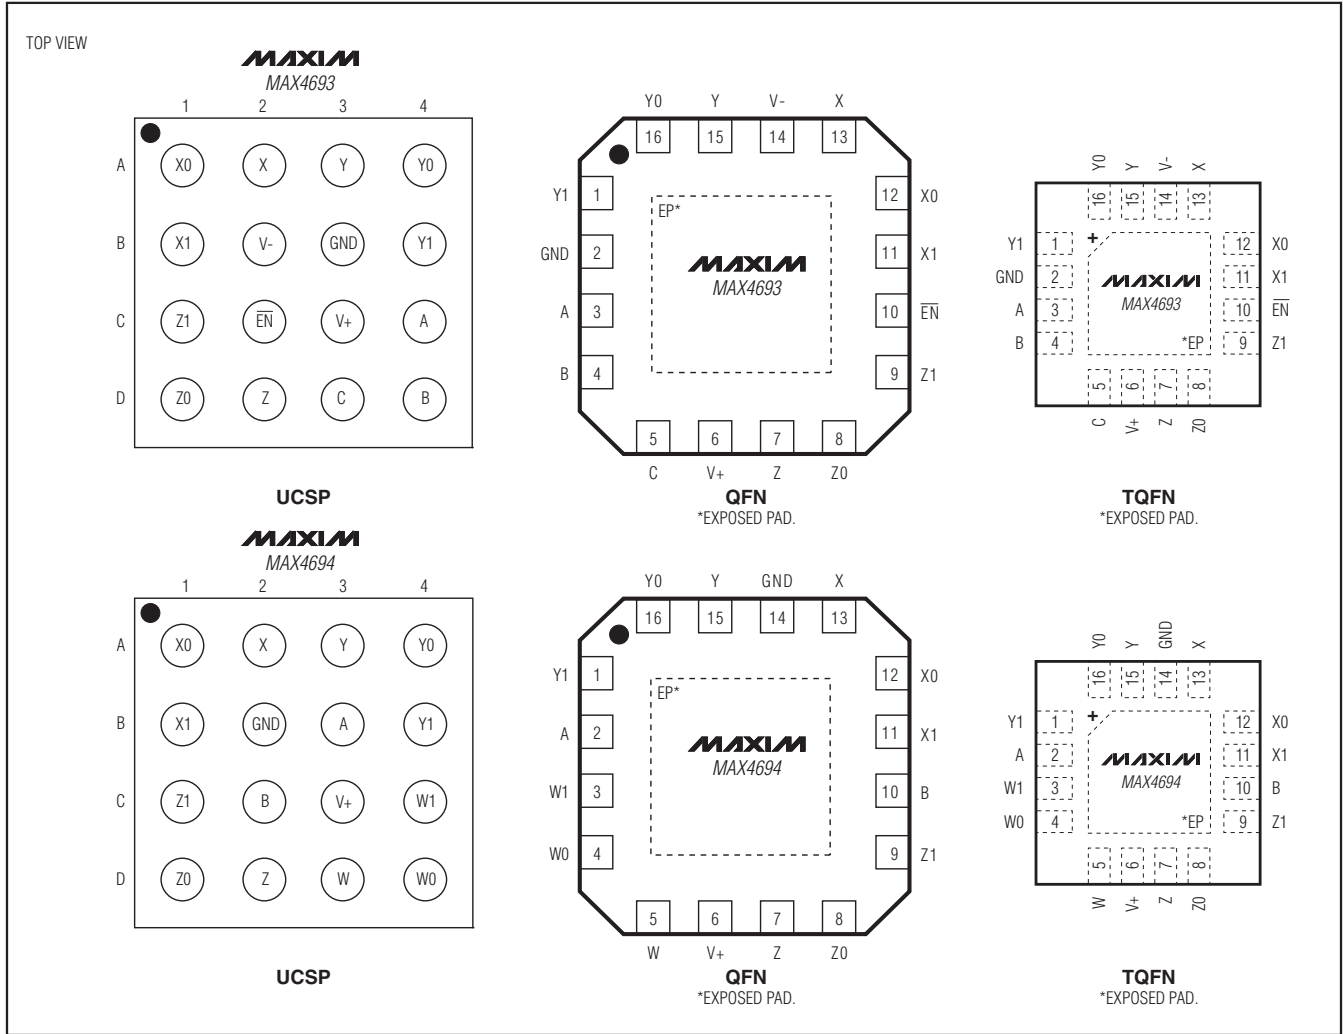 TOP VIEW
MAXIM
MAX4693
1 2 3 4
A X0 X Y Y0
B X1 V- GND Y1
C Z1 E̅N̅ V+ A
D Z0 Z C B
UCSP
Y0 Y V- X
16 15 14 13
Y1 1 12 X0
EP*
GND 2 11 X1
MAXIM
MAX4693
A 3 10 E̅N̅
B 4 9 Z1
5 6 7 8
C V+ Z Z0
QFN
*EXPOSED PAD.
Y0 Y V- X
16 15 14 13
+
Y1 1 12 X0
GND 2 11 X1
MAXIM
MAX4693
A 3 10 E̅N̅
B 4 *EP 9 Z1
5 6 7 8
C V+ Z Z0
TQFN
*EXPOSED PAD.
MAXIM
MAX4694
1 2 3 4
A X0 X Y Y0
B X1 GND A Y1
C Z1 B V+ W1
D Z0 Z W W0
UCSP
Y0 Y GND X
16 15 14 13
Y1 1 12 X0
EP*
A 2 11 X1
MAXIM
MAX4694
W1 3 10 B
W0 4 9 Z1
5 6 7 8
W V+ Z Z0
QFN
*EXPOSED PAD.
Y0 Y GND X
16 15 14 13
+
Y1 1 12 X0
A 2 11 X1
MAXIM
MAX4694
W1 3 10 B
W0 4 *EP 9 Z1
5 6 7 8
W V+ Z Z0
TQFN
*EXPOSED PAD.